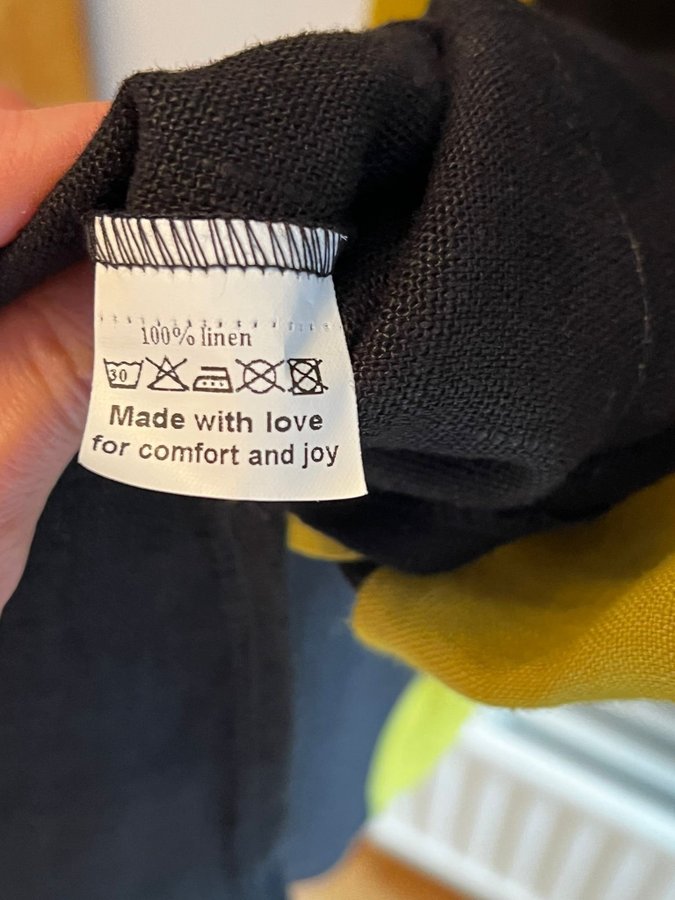 100% linen
30
Made with love
for comfort and joy